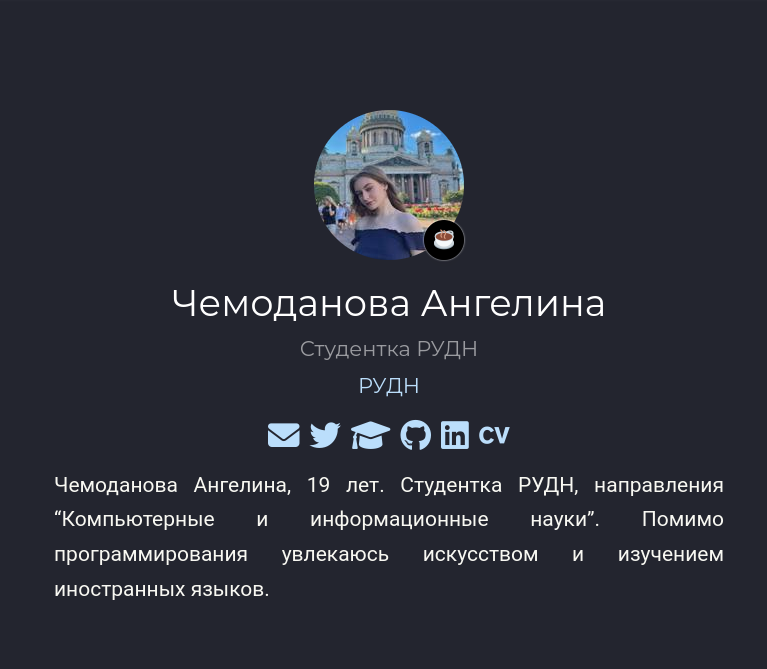 Чемоданова Ангелина
Студентка РУДН
РУДН
in CV
Чемоданова Ангелина, 19 лет. Студентка РУДН, направления
“Компьютерные и информационные науки”. Помимо
программирования увлекаюсь искусством и изучением
иностранных языков.